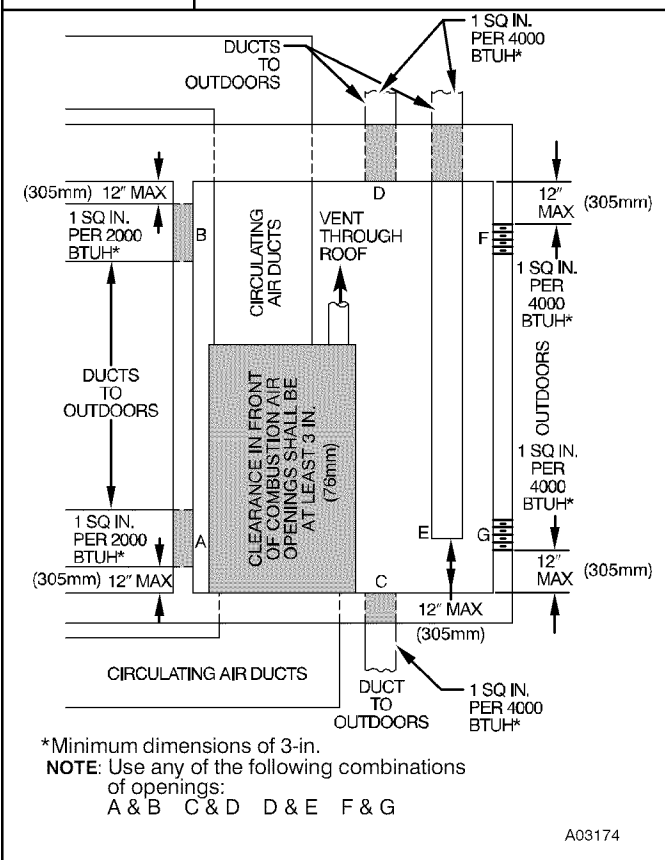 1 SQ IN.
PER 4000
BTUH*
DUCTS
TO
OUTDOORS
D
(305mm) 12" MAX
12"
MAX
(305mm)
1 SQ IN.
PER 2000
BTUH*
B
CIRCULATING
AIR DUCTS
VENT
THROUGH
ROOF
F
1 SQ IN.
PER
4000
BTUH*
DUCTS
TO
OUTDOORS
OUTDOORS
CLEARANCE IN FRONT
OF COMBUSTION AIR
OPENINGS SHALL BE
AT LEAST 3 IN.
(76mm)
1 SQ IN.
PER
4000
BTUH*
1 SQ IN.
PER 2000
BTUH*
A
E
G
(305mm) 12" MAX
C
12"
MAX
(305mm)
12" MAX
(305mm)
CIRCULATING AIR DUCTS
DUCT
TO
OUTDOORS
1 SQ IN.
PER 4000
BTUH*
*Minimum dimensions of 3-in.
NOTE: Use any of the following combinations
of openings:
A & B C & D D & E F & G
A03174